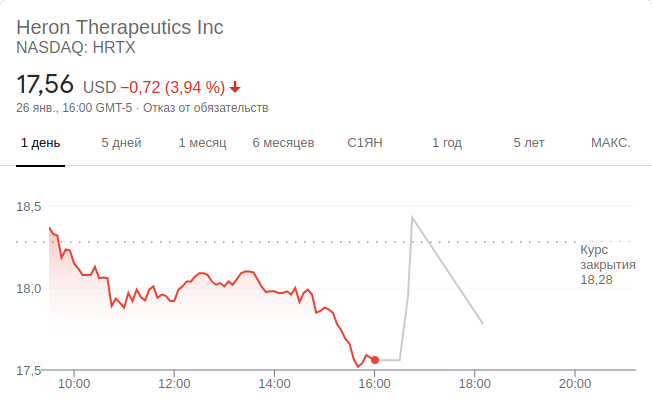 Heron Therapeutics Inc
NASDAQ: HRTX
17,56 USD −0,72 (3,94 %)
26 янв., 16:00 GMT-5 · Отказ от обязательств
1 день 5 дней 1 месяц 6 месяцев С1ЯН 1 год 5 лет МАКС.
18,5
Курс
закрытия
18,28
18,0
17,5
10:00 12:00 14:00 16:00 18:00 20:00